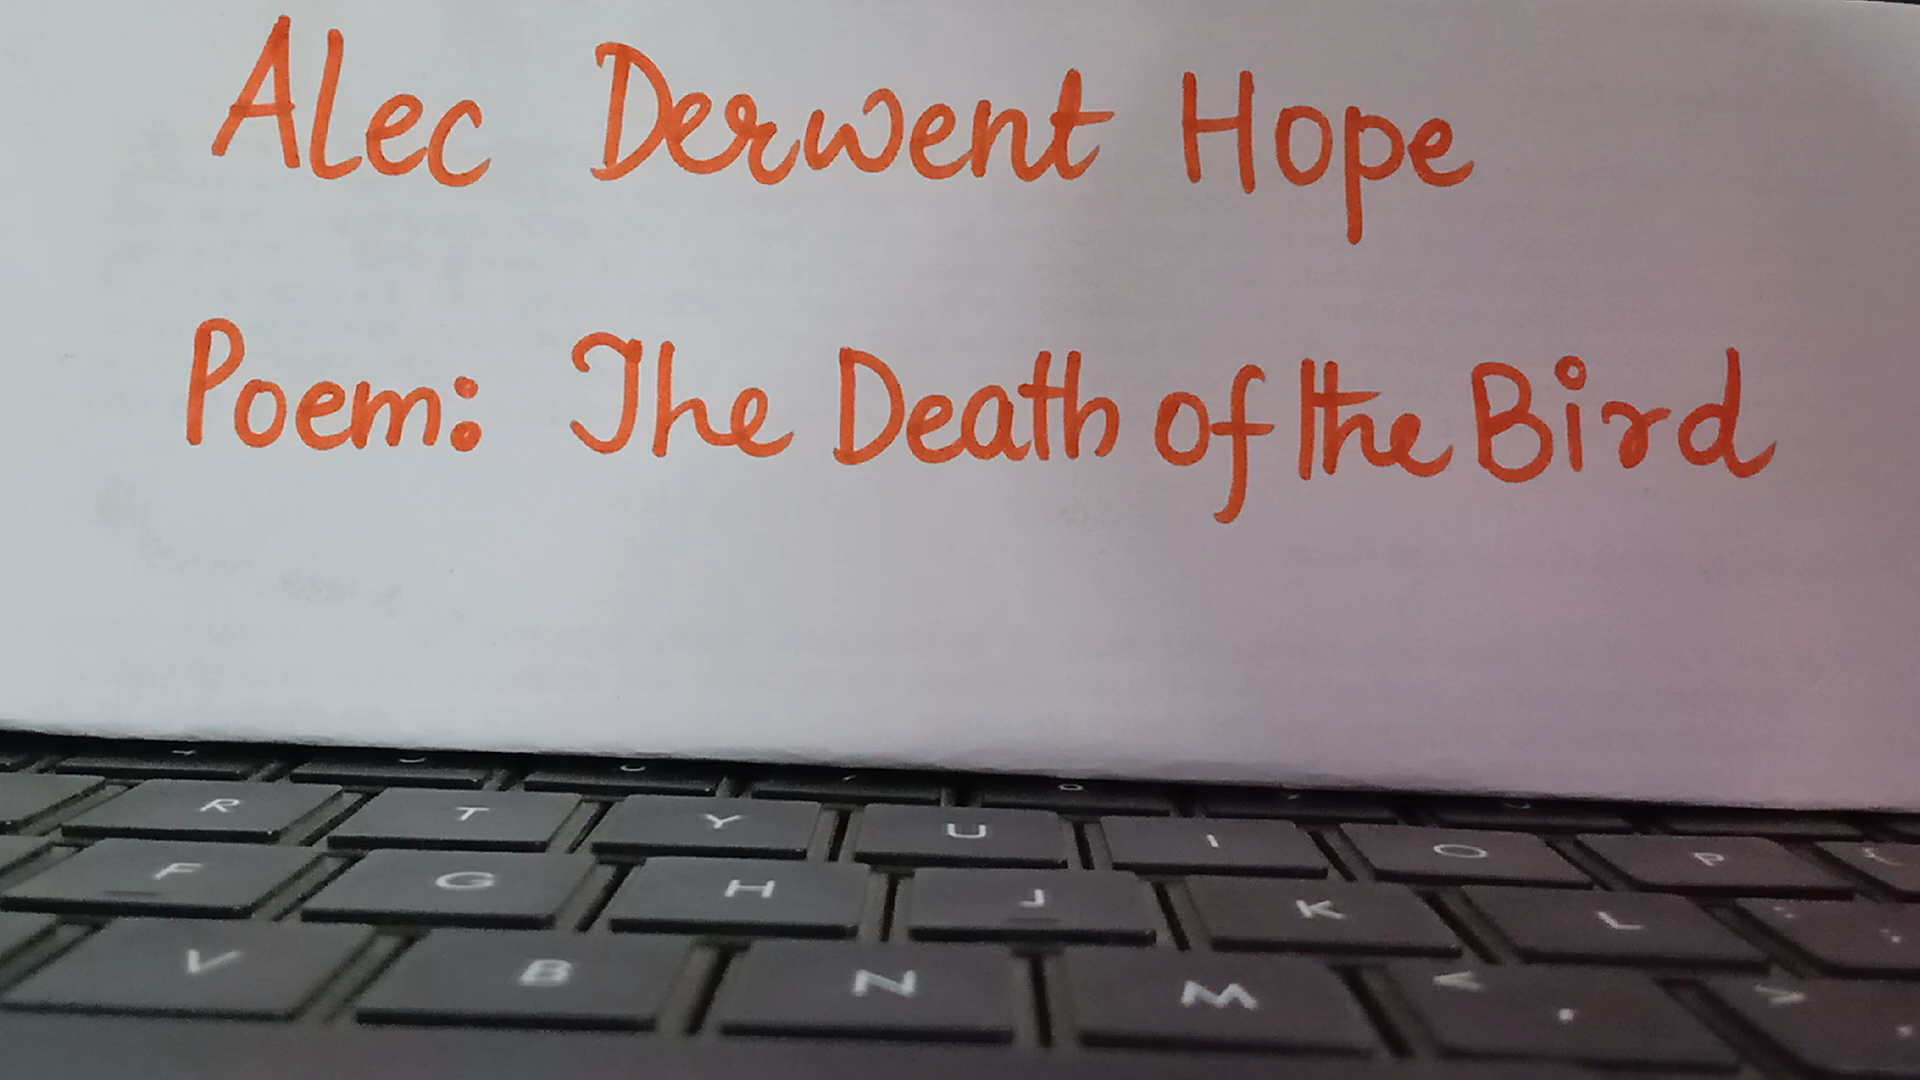 Alec Derwent Hope
Poem: The Death of the Bird
R T Y U I O P {
F G H J K L : ;
V B N M < , > .